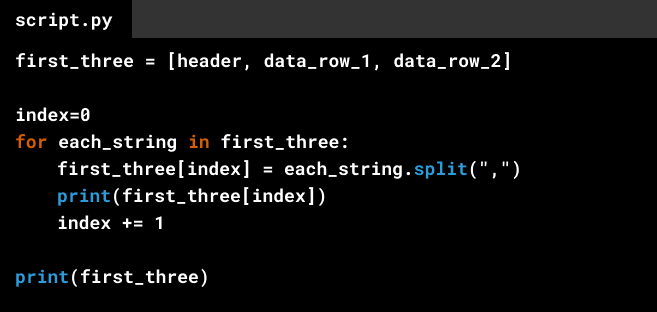 script.py
first_three = [header, data_row_1, data_row_2]
index=0
for each_string in first_three:
    first_three[index] = each_string.split(",")
    print(first_three[index])
    index += 1
print(first_three)